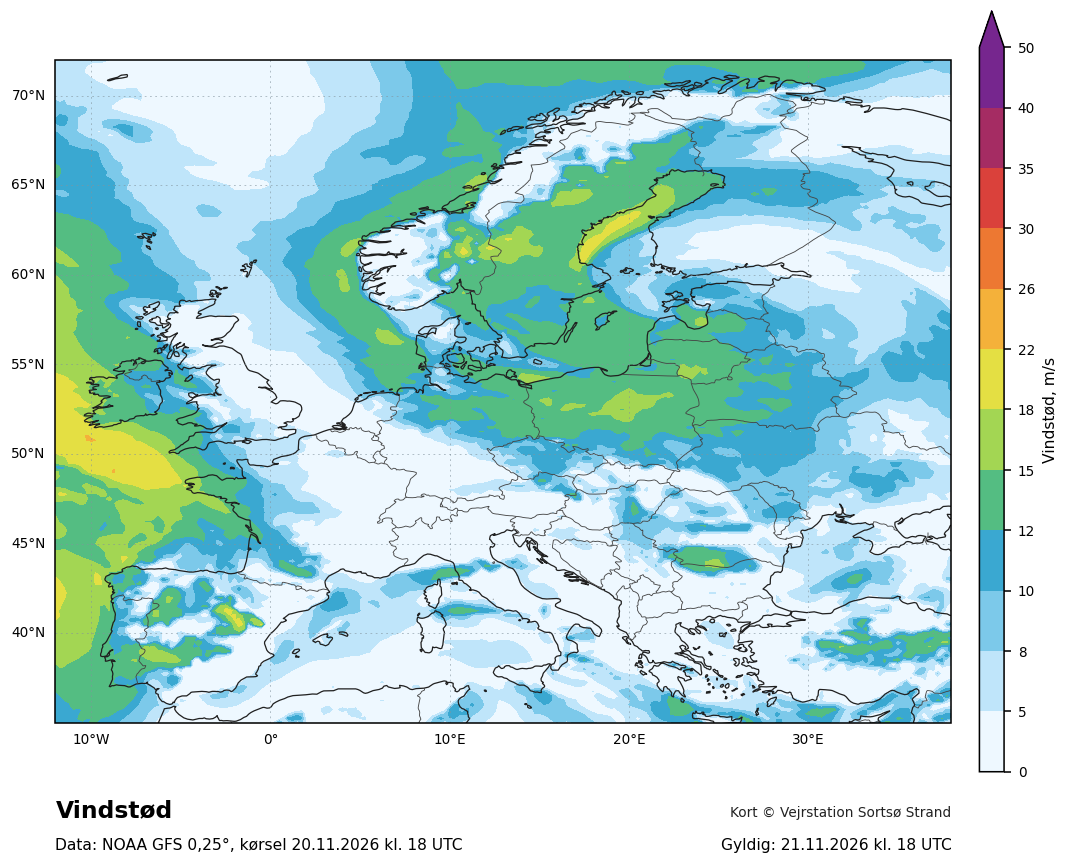 50
40
35
30
26
22
18
15
12
10
8
5
0
Vindstød, m/s
70°N
65°N
60°N
55°N
50°N
45°N
40°N
10°W
0°
10°E
20°E
30°E
Vindstød
Kort © Vejrstation Sortsø Strand
Data: NOAA GFS 0,25°, kørsel 20.11.2026 kl. 18 UTC
Gyldig: 21.11.2026 kl. 18 UTC